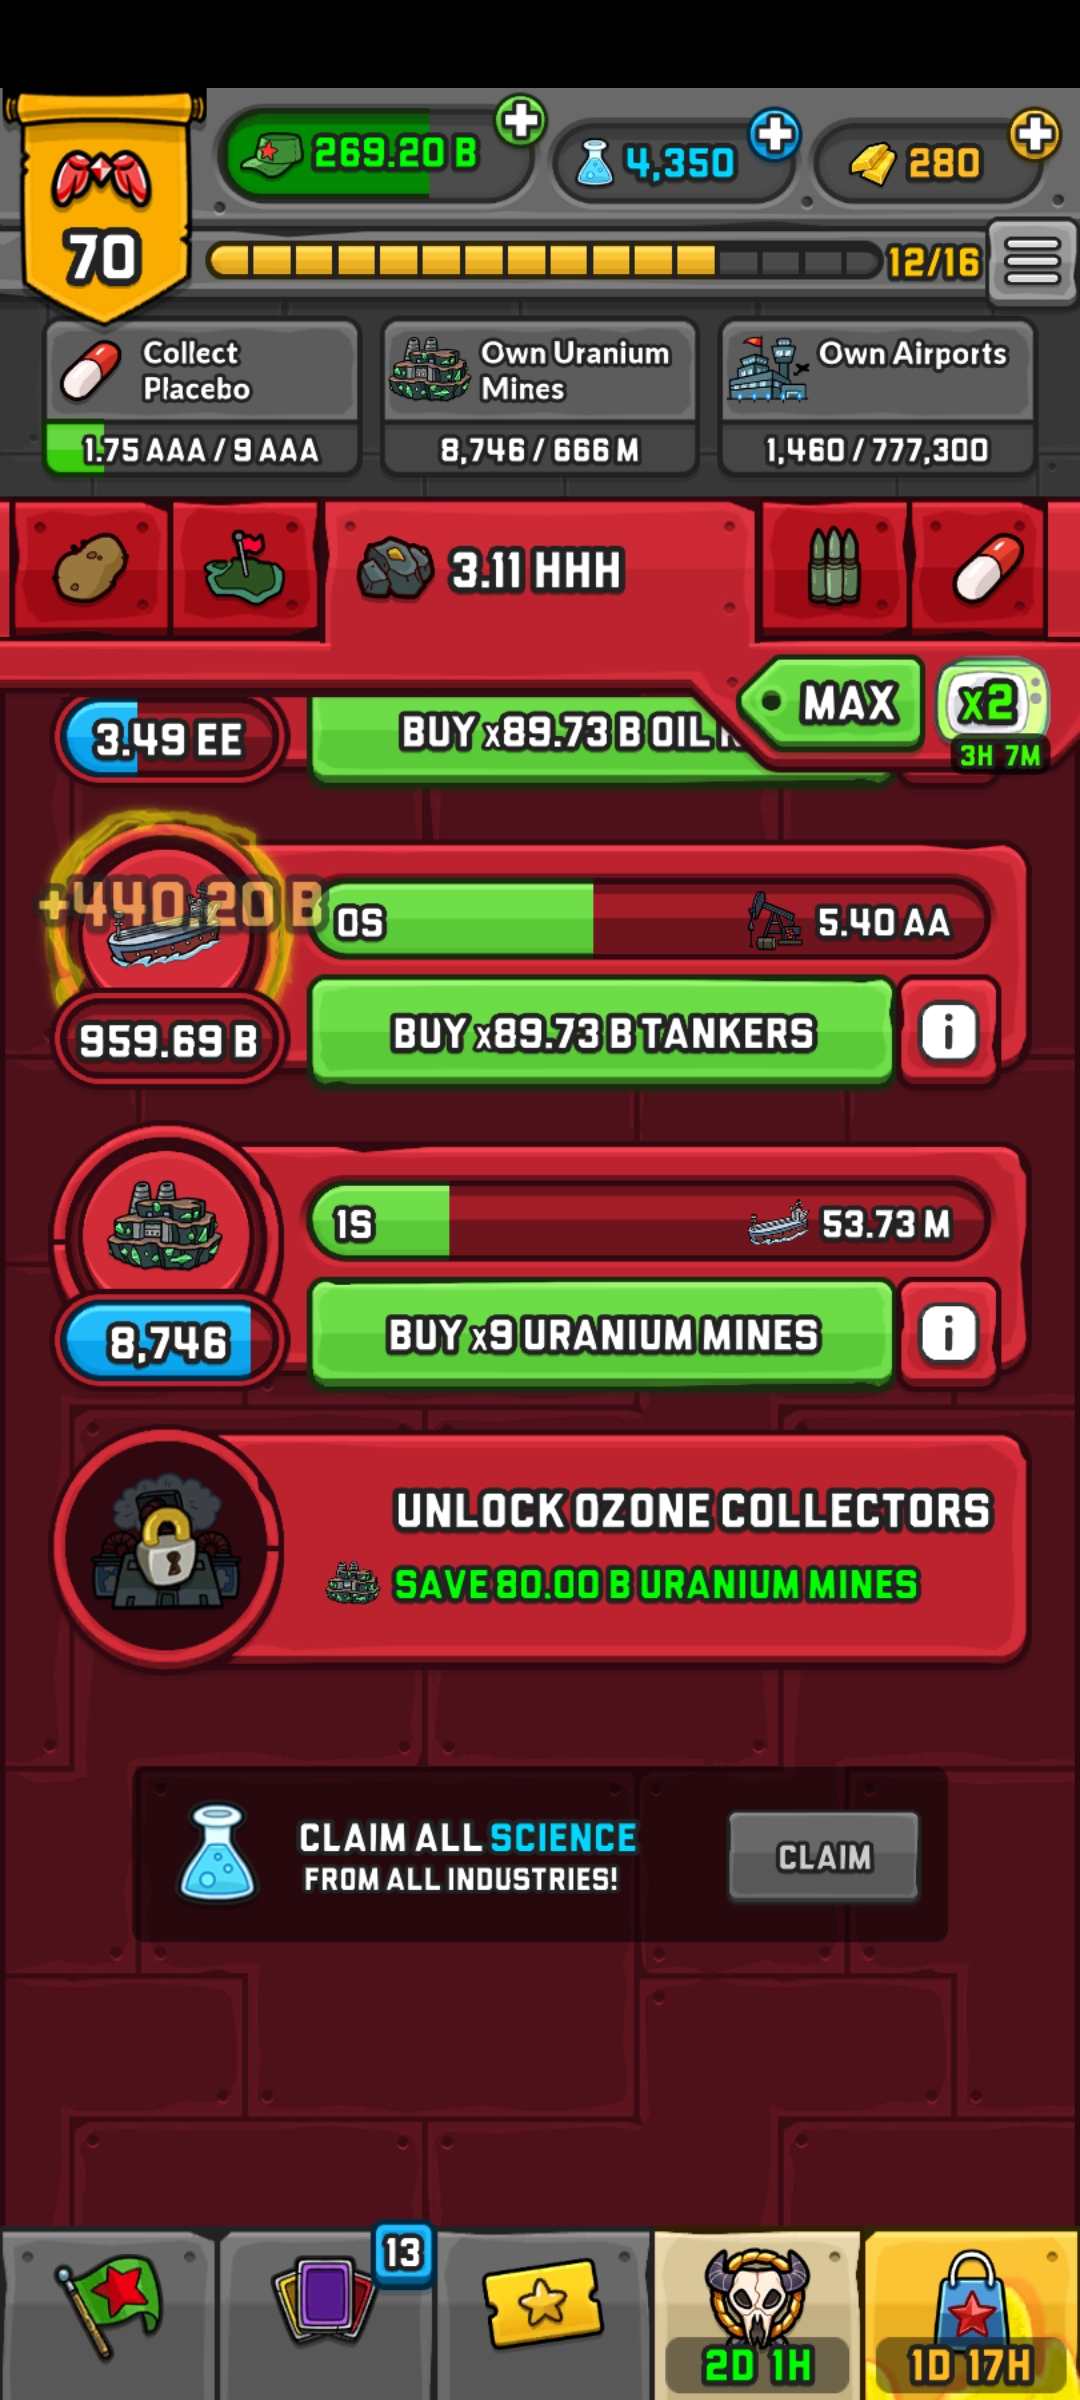 269.20 B
4,350
280
70
12/16
Collect
Placebo
1.75 AAA / 9 AAA
Own Uranium
Mines
8,746 / 666 M
Own Airports
1,460 / 777,300
3.11 HHH
MAX
x2
3H 7M
3.49 EE
BUY x89.73 B OIL
+440.20 B
0S
5.40 AA
959.69 B
BUY x89.73 B TANKERS
i
1S
53.73 M
8,746
BUY x9 URANIUM MINES
i
UNLOCK OZONE COLLECTORS
SAVE 80.00 B URANIUM MINES
CLAIM ALL SCIENCE
FROM ALL INDUSTRIES!
CLAIM
13
2D 1H
1D 17H